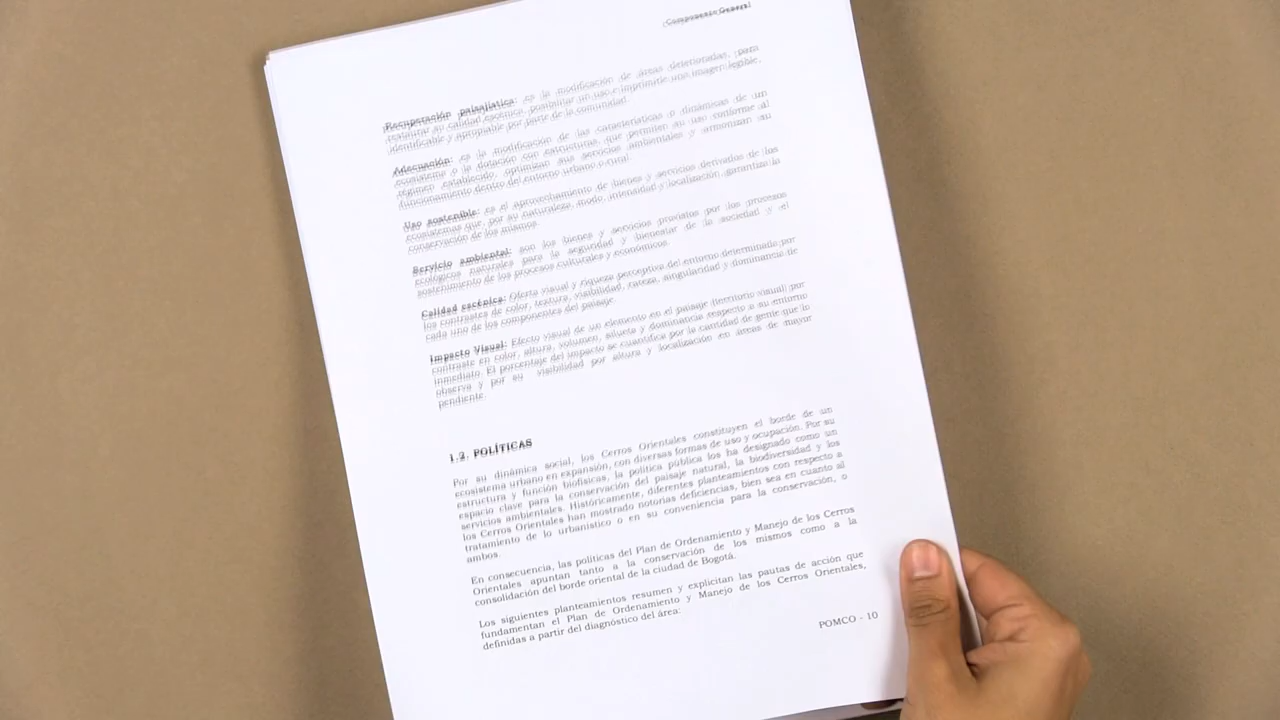 Componente General
Recuperación paisajística: es la modificación de áreas deterioradas, para
restaurar su calidad escénica, posibilitar un uso e imprimirle una imagen legible,
identificable y apropiable por parte de la comunidad.
Adecuación: es la modificación de las características o dinámicas de un
ecosistema o la dotación con estructuras, que permiten su uso conforme al
régimen establecido, optimizan sus servicios ambientales y armonizan su
funcionamiento dentro del entorno urbano o rural.
Uso sostenible: es el aprovechamiento de bienes y servicios derivados de los
ecosistemas que, por su naturaleza, modo, intensidad y localización, garantiza la
conservación de los mismos.
Servicio ambiental: son los bienes y servicios provistos por los procesos
ecológicos naturales para la seguridad y bienestar de la sociedad y el
sostenimiento de los procesos culturales y económicos.
Calidad escénica: Oferta visual y riqueza perceptiva del entorno determinado por
los contrastes de color, textura, visibilidad, rareza, singularidad y dominancia de
cada uno de los componentes del paisaje.
Impacto Visual: Efecto visual de un elemento en el paisaje (territorio visual) por
contraste en color, altura, volumen, silueta y dominancia respecto a su entorno
inmediato. El porcentaje del impacto se cuantifica por la cantidad de gente que lo
observa y por su visibilidad por altura y localización en áreas de mayor
pendiente.
1.2. POLÍTICAS
Por su dinámica social, los Cerros Orientales constituyen el borde de un
ecosistema urbano en expansión, con diversas formas de uso y ocupación. Por su
estructura y función biofísicas, la política pública los ha designado como un
espacio clave para la conservación del paisaje natural, la biodiversidad y los
servicios ambientales. Históricamente, diferentes planteamientos con respecto a
los Cerros Orientales han mostrado notorias deficiencias, bien sea en cuanto al
tratamiento de lo urbanístico o en su conveniencia para la conservación, o
ambos.
En consecuencia, las políticas del Plan de Ordenamiento y Manejo de los Cerros
Orientales apuntan tanto a la conservación de los mismos como a la
consolidación del borde oriental de la ciudad de Bogotá.
Los siguientes planteamientos resumen y explicitan las pautas de acción que
fundamentan el Plan de Ordenamiento y Manejo de los Cerros Orientales,
definidas a partir del diagnóstico del área:
POMCO - 10